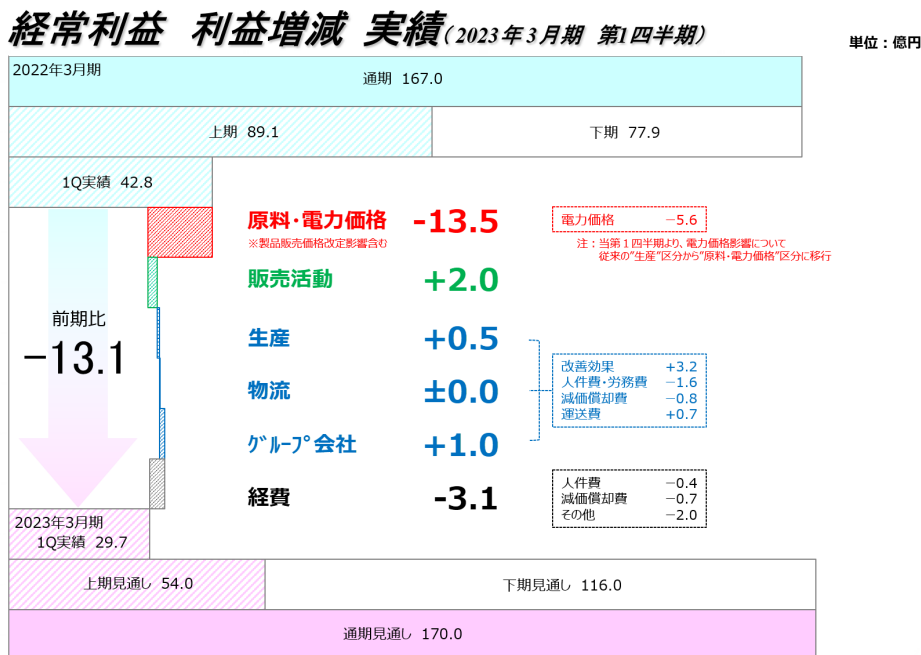 経常利益 利益増減 実績(2023年3月期 第1四半期)
単位：億円
2022年3月期
通期 167.0
上期 89.1
下期 77.9
1Q実績 42.8
前期比
−13.1
原料・電力価格 -13.5
※製品販売価格改定影響含む
電力価格 −5.6
注：当第１四半期より、電力価格影響について
従来の"生産"区分から"原料・電力価格"区分に移行
販売活動 +2.0
生産 +0.5
物流 ±0.0
ｸﾞﾙｰﾌﾟ会社 +1.0
改善効果 +3.2
人件費・労務費 −1.6
減価償却費 −0.8
運送費 +0.7
経費 -3.1
人件費 −0.4
減価償却費 −0.7
その他 −2.0
2023年3月期
1Q実績 29.7
上期見通し 54.0
下期見通し 116.0
通期見通し 170.0